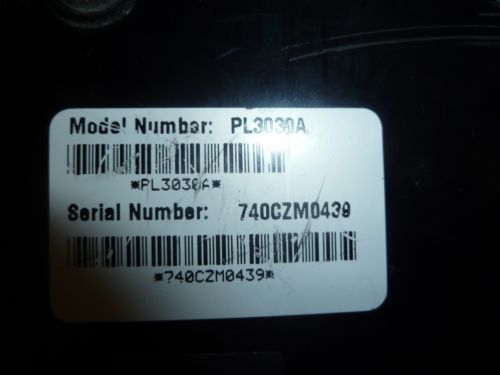 Model Number: PL3030A
*PL3030A*
Serial Number: 740CZM0439
*740CZM0439*